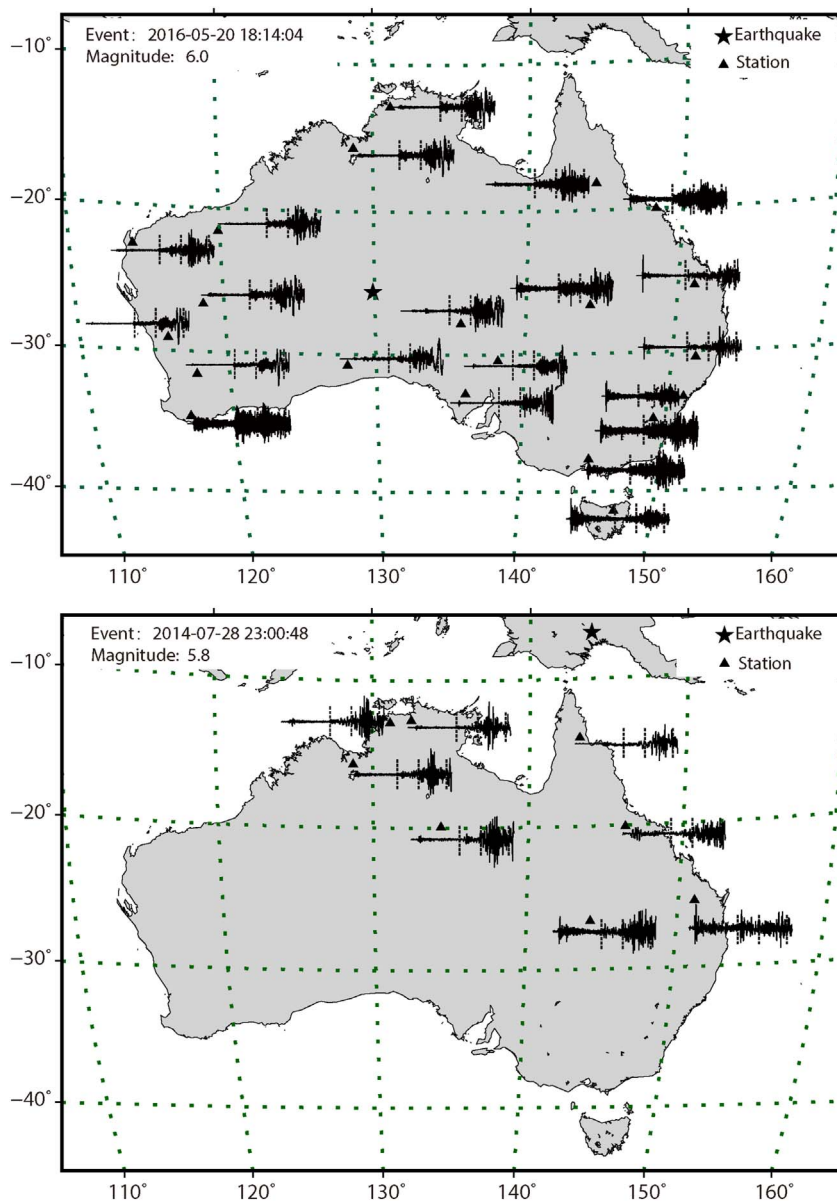 Event: 2016-05-20 18:14:04
Magnitude: 6.0
★Earthquake
▲ Station
−10°
−20°
−30°
−40°
110°
120°
130°
140°
150°
160°
Event: 2014-07-28 23:00:48
Magnitude: 5.8
★Earthquake
▲ Station
−10°
−20°
−30°
−40°
110°
120°
130°
140°
150°
160°